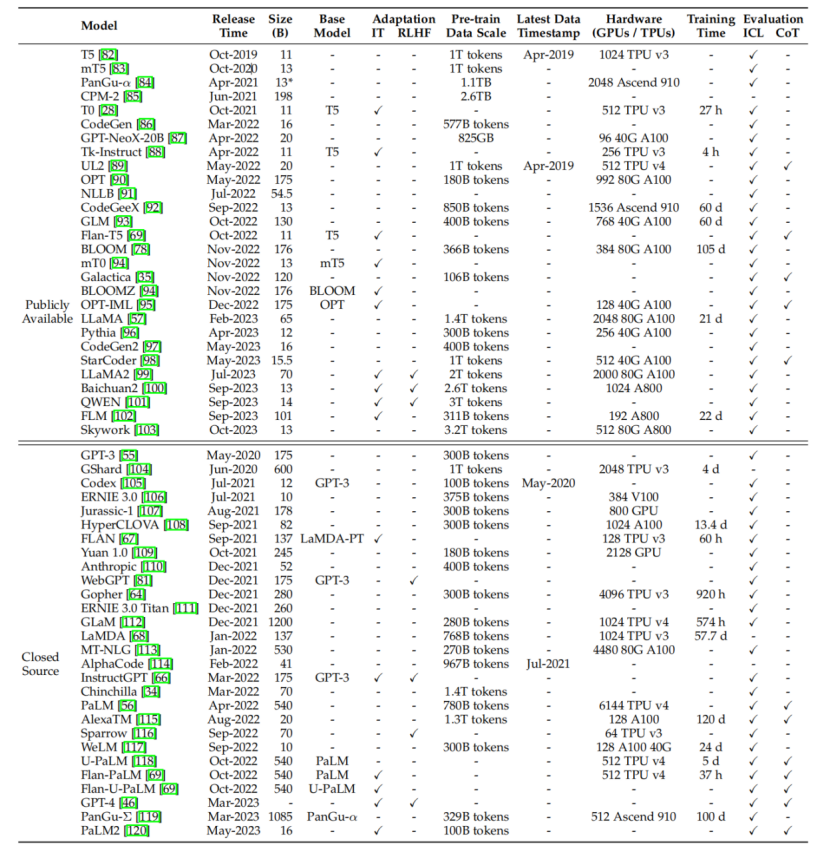 Model Release Time Size (B) Base Model Adaptation IT RLHF Pre-train Data Scale Latest Data Timestamp Hardware (GPUs / TPUs) Training Time Evaluation ICL CoT
T5 [82] Oct-2019 11 - - - 1T tokens Apr-2019 1024 TPU v3 - ✓ -
mT5 [83] Oct-2020 13 - - - 1T tokens - - - ✓ -
PanGu-α [84] Apr-2021 13* - - - 1.1TB - 2048 Ascend 910 - ✓ -
CPM-2 [85] Jun-2021 198 - - - 2.6TB - - - - -
T0 [28] Oct-2021 11 T5 ✓ - - - 512 TPU v3 27 h ✓ -
CodeGen [86] Mar-2022 16 - - - 577B tokens - - - ✓ -
GPT-NeoX-20B [87] Apr-2022 20 - - - 825GB - 96 40G A100 - ✓ -
Tk-Instruct [88] Apr-2022 11 T5 ✓ - - - 256 TPU v3 4 h ✓ -
UL2 [89] May-2022 20 - - - 1T tokens Apr-2019 512 TPU v4 - ✓ ✓
OPT [90] May-2022 175 - - - 180B tokens - 992 80G A100 - ✓ -
NLLB [91] Jul-2022 54.5 - - - - - - - ✓ -
CodeGeeX [92] Sep-2022 13 - - - 850B tokens - 1536 Ascend 910 60 d ✓ -
GLM [93] Oct-2022 130 - - - 400B tokens - 768 40G A100 60 d ✓ -
Flan-T5 [69] Oct-2022 11 T5 ✓ - - - - - ✓ ✓
BLOOM [78] Nov-2022 176 - - - 366B tokens - 384 80G A100 105 d ✓ -
mT0 [94] Nov-2022 13 mT5 ✓ - - - - - ✓ -
Galactica [35] Nov-2022 120 - - - 106B tokens - - - ✓ ✓
BLOOMZ [94] Nov-2022 176 BLOOM ✓ - - - - - ✓ -
Publicly Available OPT-IML [95] Dec-2022 175 OPT ✓ - - - 128 40G A100 - ✓ ✓
LLaMA [57] Feb-2023 65 - - - 1.4T tokens - 2048 80G A100 21 d ✓ -
Pythia [96] Apr-2023 12 - - - 300B tokens - 256 40G A100 - ✓ -
CodeGen2 [97] May-2023 16 - - - 400B tokens - - - ✓ -
StarCoder [98] May-2023 15.5 - - - 1T tokens - 512 40G A100 - ✓ ✓
LLaMA2 [99] Jul-2023 70 - ✓ ✓ 2T tokens - 2000 80G A100 - ✓ -
Baichuan2 [100] Sep-2023 13 - ✓ ✓ 2.6T tokens - 1024 A800 - ✓ -
QWEN [101] Sep-2023 14 - ✓ ✓ 3T tokens - - - ✓ -
FLM [102] Sep-2023 101 - ✓ - 311B tokens - 192 A800 22 d ✓ -
Skywork [103] Oct-2023 13 - - - 3.2T tokens - 512 80G A800 - ✓ -
GPT-3 [55] May-2020 175 - - - 300B tokens - - - ✓ -
GShard [104] Jun-2020 600 - - - 1T tokens - 2048 TPU v3 4 d - -
Codex [105] Jul-2021 12 GPT-3 - - 100B tokens May-2020 - - ✓ -
ERNIE 3.0 [106] Jul-2021 10 - - - 375B tokens - 384 V100 - ✓ -
Jurassic-1 [107] Aug-2021 178 - - - 300B tokens - 800 GPU - ✓ -
HyperCLOVA [108] Sep-2021 82 - - - 300B tokens - 1024 A100 13.4 d ✓ -
FLAN [67] Sep-2021 137 LaMDA-PT ✓ - - - 128 TPU v3 60 h ✓ -
Yuan 1.0 [109] Oct-2021 245 - - - 180B tokens - 2128 GPU - ✓ -
Anthropic [110] Dec-2021 52 - - - 400B tokens - - - ✓ -
WebGPT [81] Dec-2021 175 GPT-3 - ✓ - - - - ✓ -
Gopher [64] Dec-2021 280 - - - 300B tokens - 4096 TPU v3 920 h ✓ -
ERNIE 3.0 Titan [111] Dec-2021 260 - - - - - - - ✓ -
GLaM [112] Dec-2021 1200 - - - 280B tokens - 1024 TPU v4 574 h ✓ -
LaMDA [68] Jan-2022 137 - - - 768B tokens - 1024 TPU v3 57.7 d - -
Closed Source MT-NLG [113] Jan-2022 530 - - - 270B tokens - 4480 80G A100 - ✓ -
AlphaCode [114] Feb-2022 41 - - - 967B tokens Jul-2021 - - - -
InstructGPT [66] Mar-2022 175 GPT-3 ✓ ✓ - - - - ✓ -
Chinchilla [34] Mar-2022 70 - - - 1.4T tokens - - - ✓ -
PaLM [56] Apr-2022 540 - - - 780B tokens - 6144 TPU v4 - ✓ ✓
AlexaTM [115] Aug-2022 20 - - - 1.3T tokens - 128 A100 120 d ✓ ✓
Sparrow [116] Sep-2022 70 - - ✓ - - 64 TPU v3 - ✓ -
WeLM [117] Sep-2022 10 - - - 300B tokens - 128 A100 40G 24 d ✓ -
U-PaLM [118] Oct-2022 540 PaLM - - - - 512 TPU v4 5 d ✓ ✓
Flan-PaLM [69] Oct-2022 540 PaLM ✓ - - - 512 TPU v4 37 h ✓ ✓
Flan-U-PaLM [69] Oct-2022 540 U-PaLM ✓ - - - - - ✓ ✓
GPT-4 [46] Mar-2023 - - ✓ ✓ - - - - ✓ ✓
PanGu-Σ [119] Mar-2023 1085 PanGu-α - - 329B tokens - 512 Ascend 910 100 d ✓ -
PaLM2 [120] May-2023 16 - ✓ - 100B tokens - - - ✓ ✓